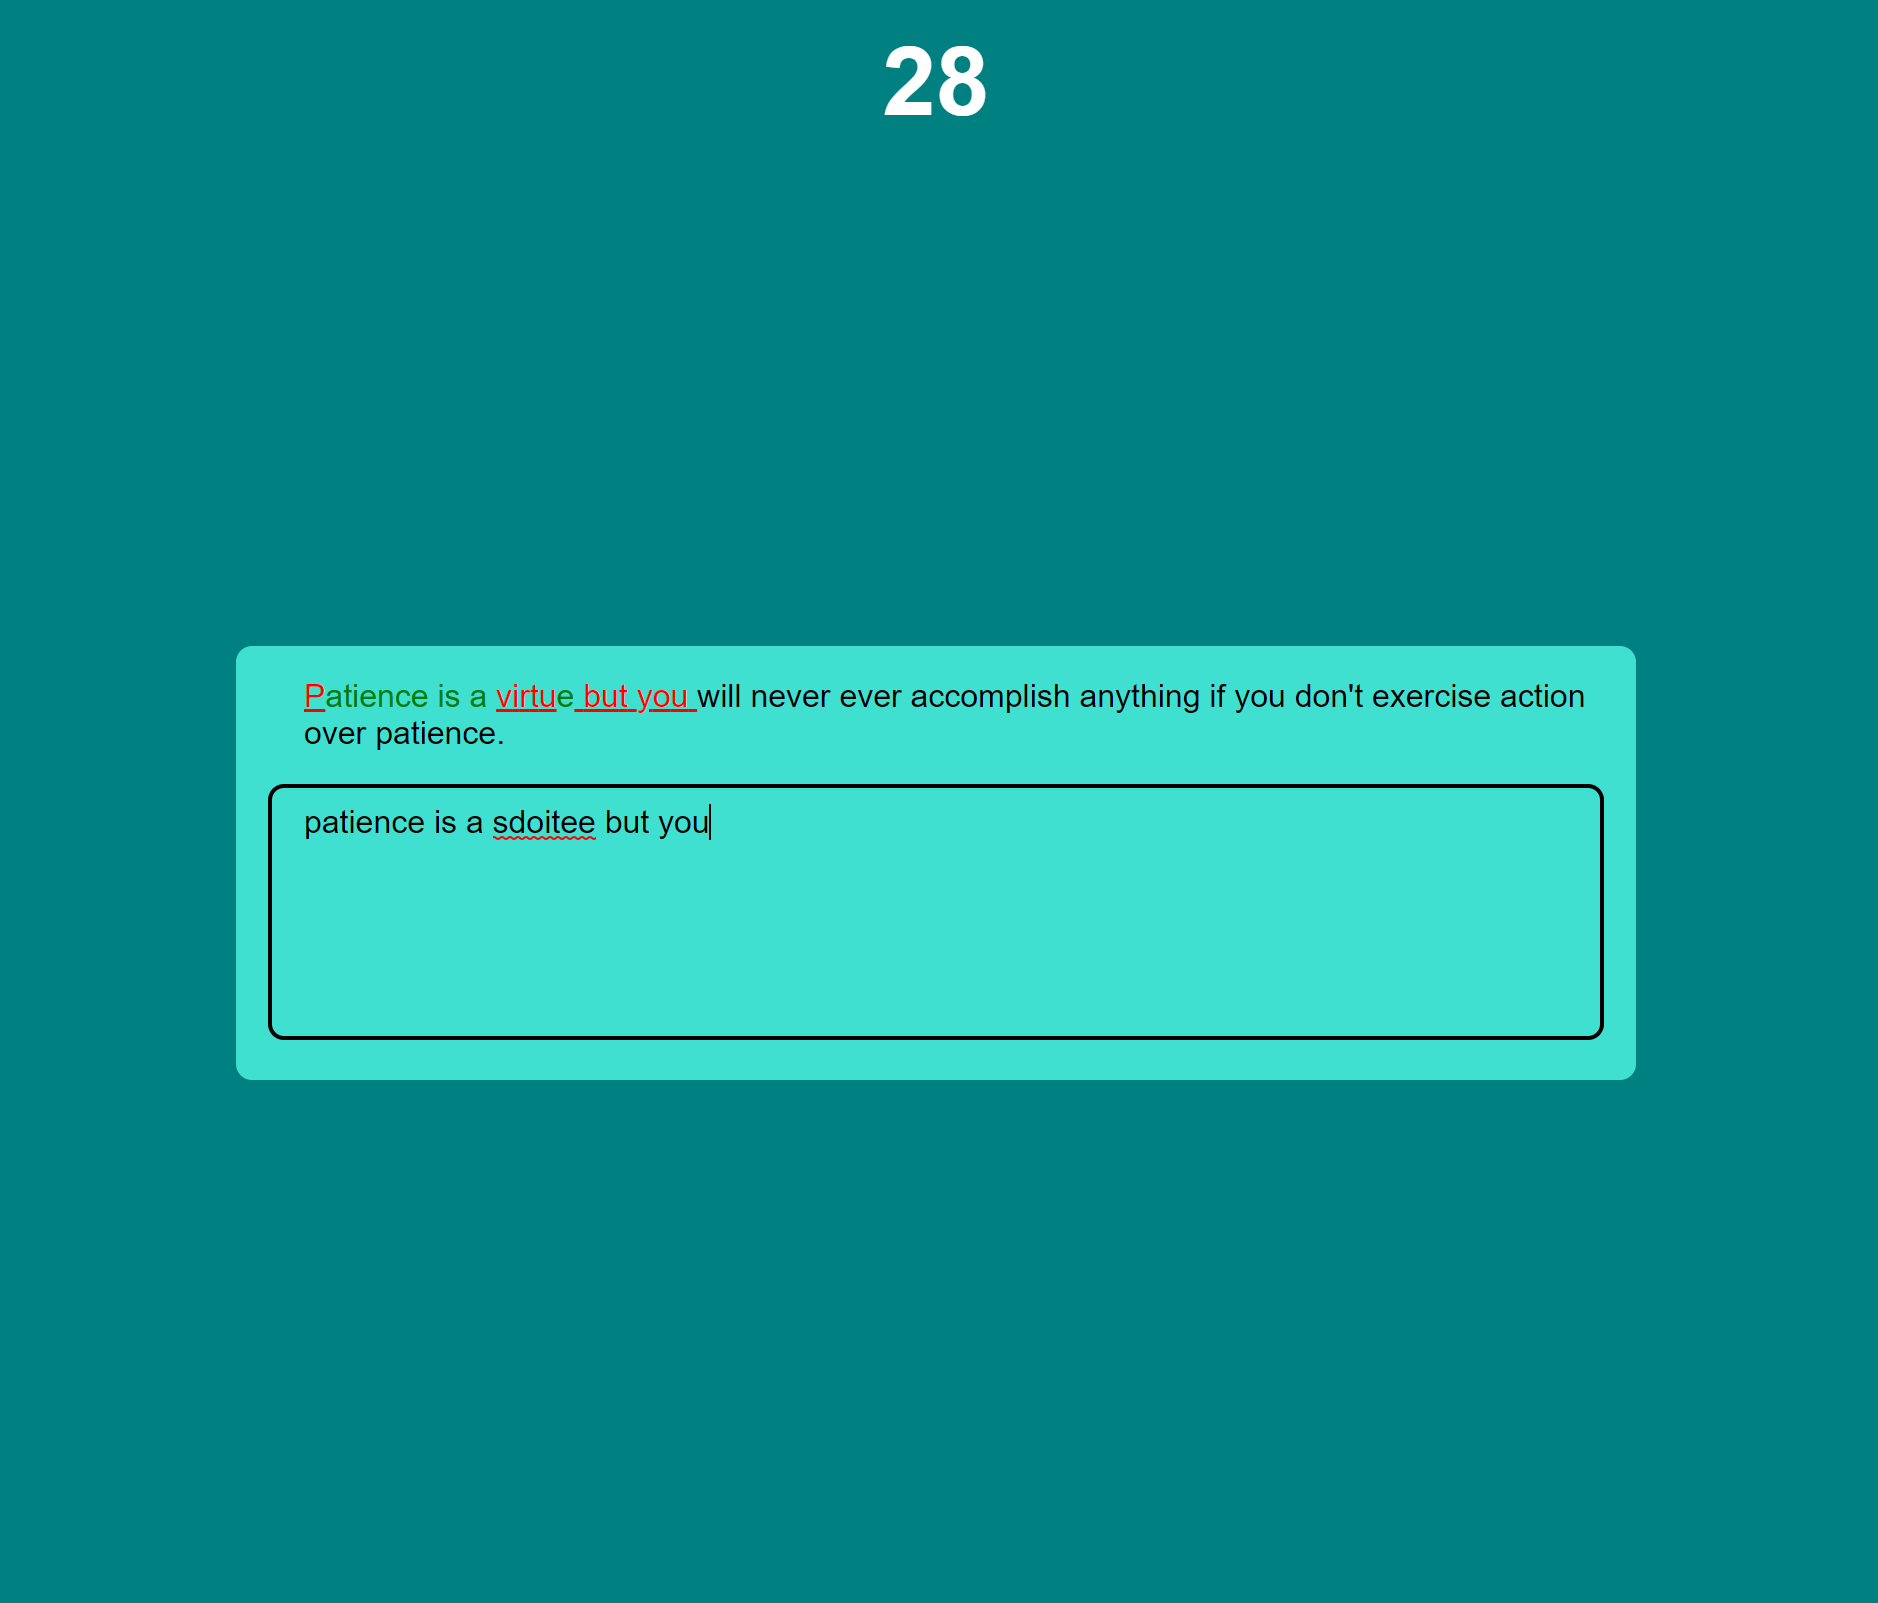 28
Patience is a virtue but you will never ever accomplish anything if you don't exercise action
over patience.
patience is a sdoitee but you